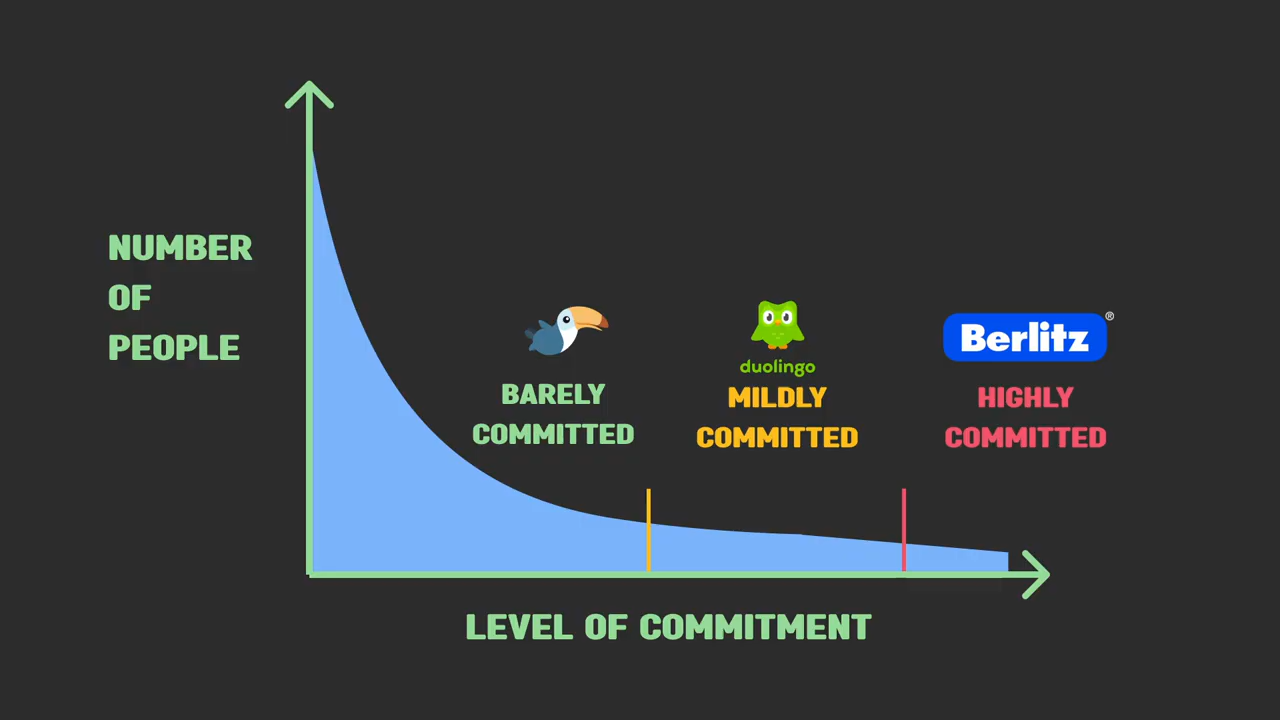 NUMBER
OF
PEOPLE
duolingo
Berlitz®
BARELY
COMMITTED
MILDLY
COMMITTED
HIGHLY
COMMITTED
LEVEL OF COMMITMENT